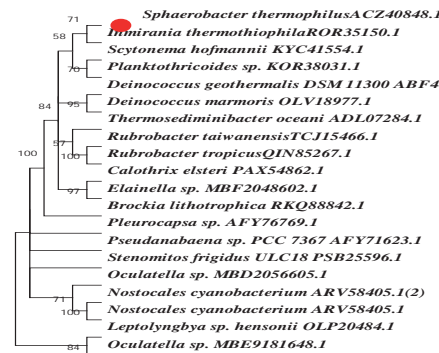 Sphaerobacter thermophilusACZ40848.1
71
Inmirania thermothiophilaROR35150.1
58
Scytonema hofmannii KYC41554.1
Planktothricoides sp. KOR38031.1
70
Deinococcus geothermalis DSM 11300 ABF4
Deinococcus marmoris OLV18977.1
95
84
Thermosediminibacter oceani ADL07284.1
Rubrobacter taiwanensisTCJ15466.1
57
Rubrobacter tropicusQIN85267.1
100
100
Calothrix elsteri PAX54862.1
Elainella sp. MBF2048602.1
97
Brockia lithotrophica RKQ88842.1
Pleurocapsa sp. AFY76769.1
Pseudanabaena sp. PCC 7367 AFY71623.1
Stenomitos frigidus ULC18 PSB25596.1
Oculatella sp. MBD2056605.1
Nostocales cyanobacterium ARV58405.1(2)
71
Nostocales cyanobacterium ARV58405.1
100
Leptolyngbya sp. hensonii OLP20484.1
Oculatella sp. MBE9181648.1
84